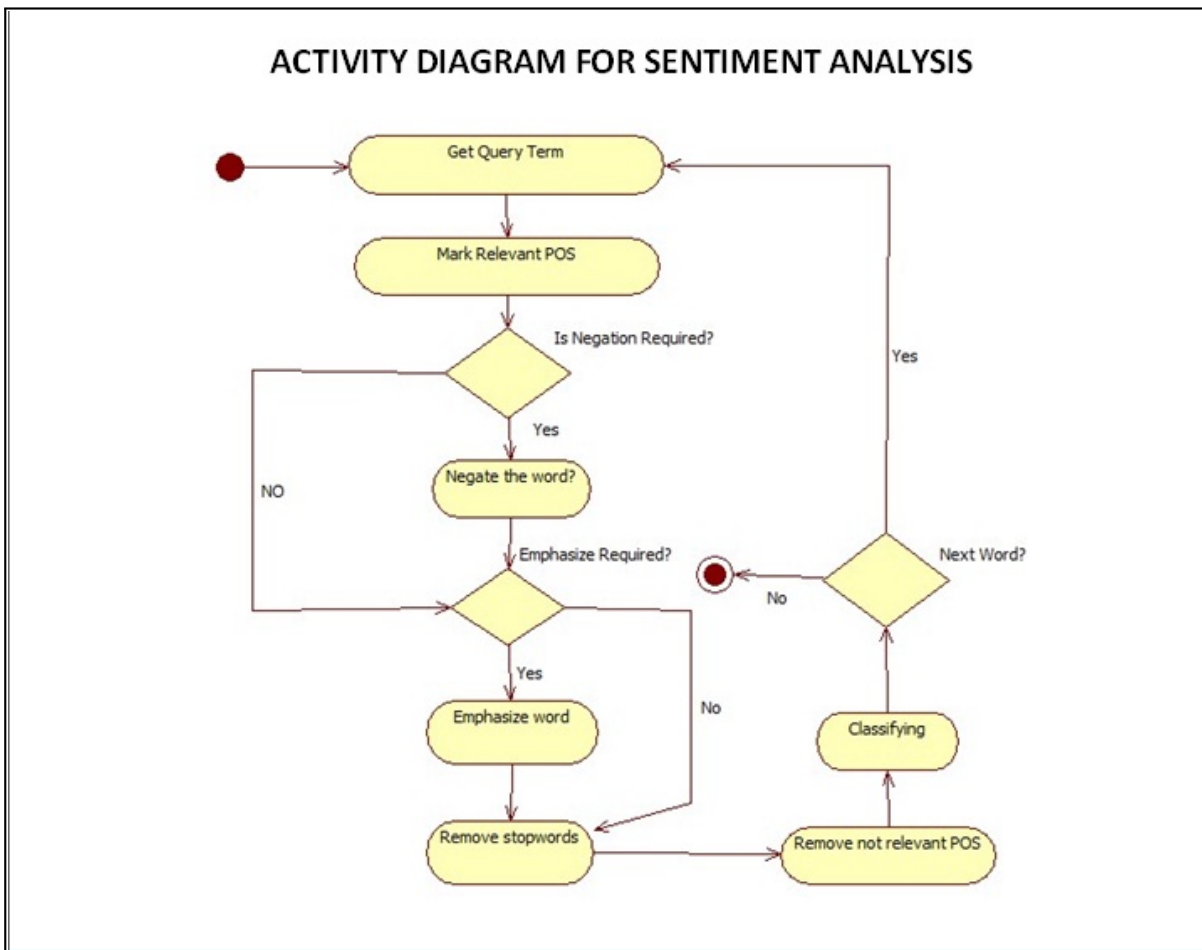 ACTIVITY DIAGRAM FOR SENTIMENT ANALYSIS
Get Query Term
Mark Relevant POS
Is Negation Required?
Yes
Yes
Negate the word?
NO
Emphasize Required?
Next Word?
No
Yes
No
Emphasize word
Classifying
Remove stopwords
Remove not relevant POS